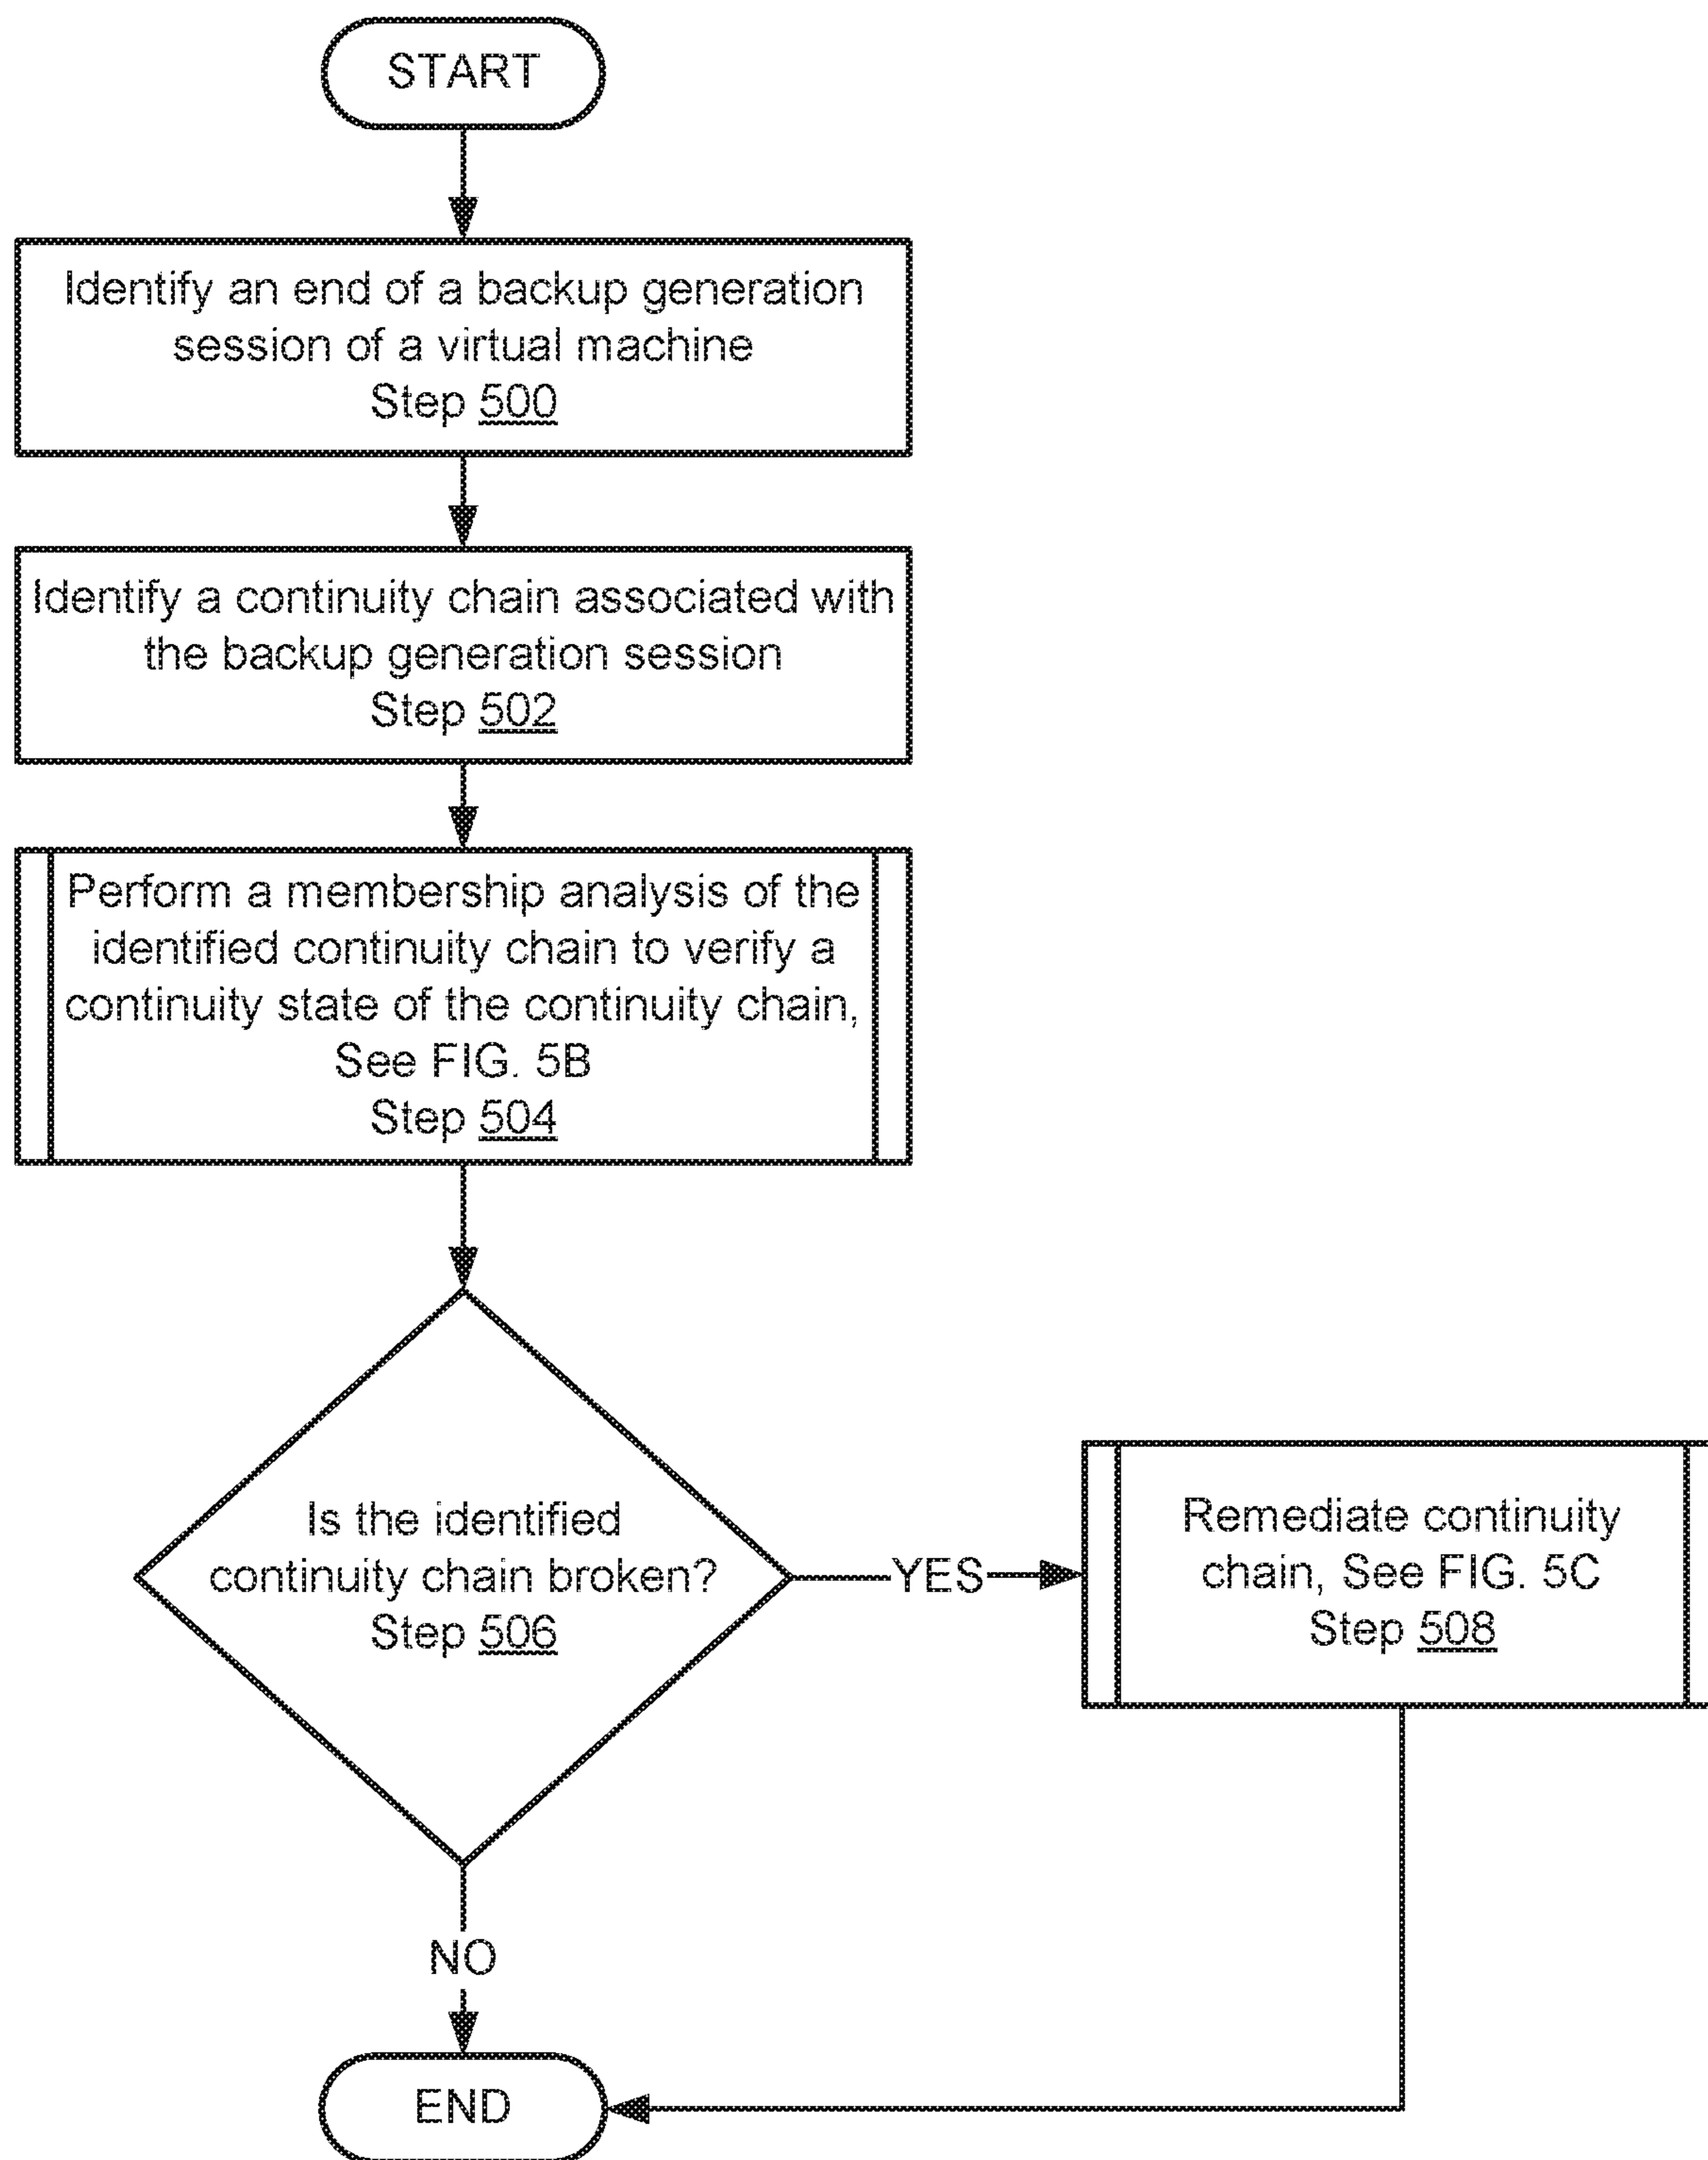 START
Identify an end of a backup generation
session of a virtual machine
Step 500
Identify a continuity chain associated with
the backup generation session
Step 502
Perform a membership analysis of the
identified continuity chain to verify a
continuity state of the continuity chain,
See FIG. 5B
Step 504
Is the identified
continuity chain broken?
Step 506
YES
Remediate continuity
chain, See FIG. 5C
Step 508
NO
END